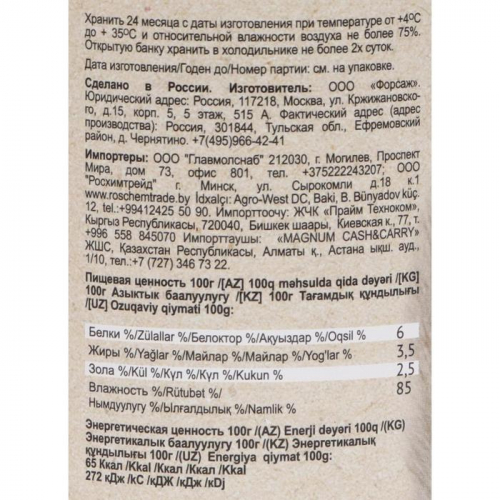 Хранить 24 месяца с даты изготовления при температуре от +4ºС
до + 35ºС и относительной влажности воздуха не более 75%.
Открытую банку хранить в холодильнике не более 2х суток.
Дата изготовления/Годен до/Номер партии: см. на упаковке.
Сделано в России. Изготовитель: ООО «Форсаж».
Юридический адрес: Россия, 117218, Москва, ул. Кржижановско-
го, д.15, корп. 5, 5 этаж, 515 А. Фактический адрес (адрес
производства): Россия, 301844, Тульская обл., Ефремовский
район, д. Чернятино. +7(495)966-42-41
Импортеры: ООО "Главмолснаб" 212030, г. Могилев, Проспект
Мира, дом 73, офис 801, тел. +375222243207; ООО
"Росхимтрейд" г. Минск, ул. Сырокомли д.18 к.1
www.roschemtrade.by İdxalçı: Agro-West DC, Baki, B. Bünyadov küç
12, tel:+99412425 50 90. Импорттоочу: ЖЧК «Прайм Техноком»,
Кыргыз Республикасы, 720040, Бишкек шаары, Киевская к., 77, т.
+996 558 845070 Импорттаушы: «MAGNUM CASH&CARRY»
ЖШС, Қазақстан Республикасы, Алматы қ., Астана ықш. ауд.,
1/10, тел.:+7 (727) 346 73 22.
Пищевая ценность 100г /[AZ] 100q məhsulda qida dəyəri /[KG]
100г Азыктык баалуулугу /[KZ] 100г Тағамдық құндылығы
/[UZ] Ozuqaviy qiymati 100g:
Белки %/Zülallar %/Белоктор %/Ақуыздар %/Oqsil % 6
Жиры %/Yağlar %/Майлар %/Майлар %/Yog'lar % 3,5
Зола %/Kül %/Күл %/Күл %/Kukun % 2,5
Влажность %/Rütubət %/ 85
Нымдуулугу %/Ылғалдылық %/Namlik %
Энергетическая ценность 100г /(AZ) Enerji dəyəri 100q /(KG)
Энергетикалык баалуулугу 100г /(KZ) Энергетикалық
құндылығы 100г /(UZ) Energiya qiymati 100g:
65 Ккал /Kkal /Ккал /Ккал /Kkal
272 кДж /kC /кДЖ /кДж /kDj